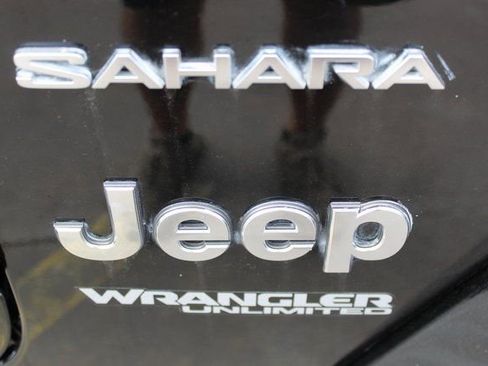 SAHARA
Jeep
WRANGLER
UNLIMITED